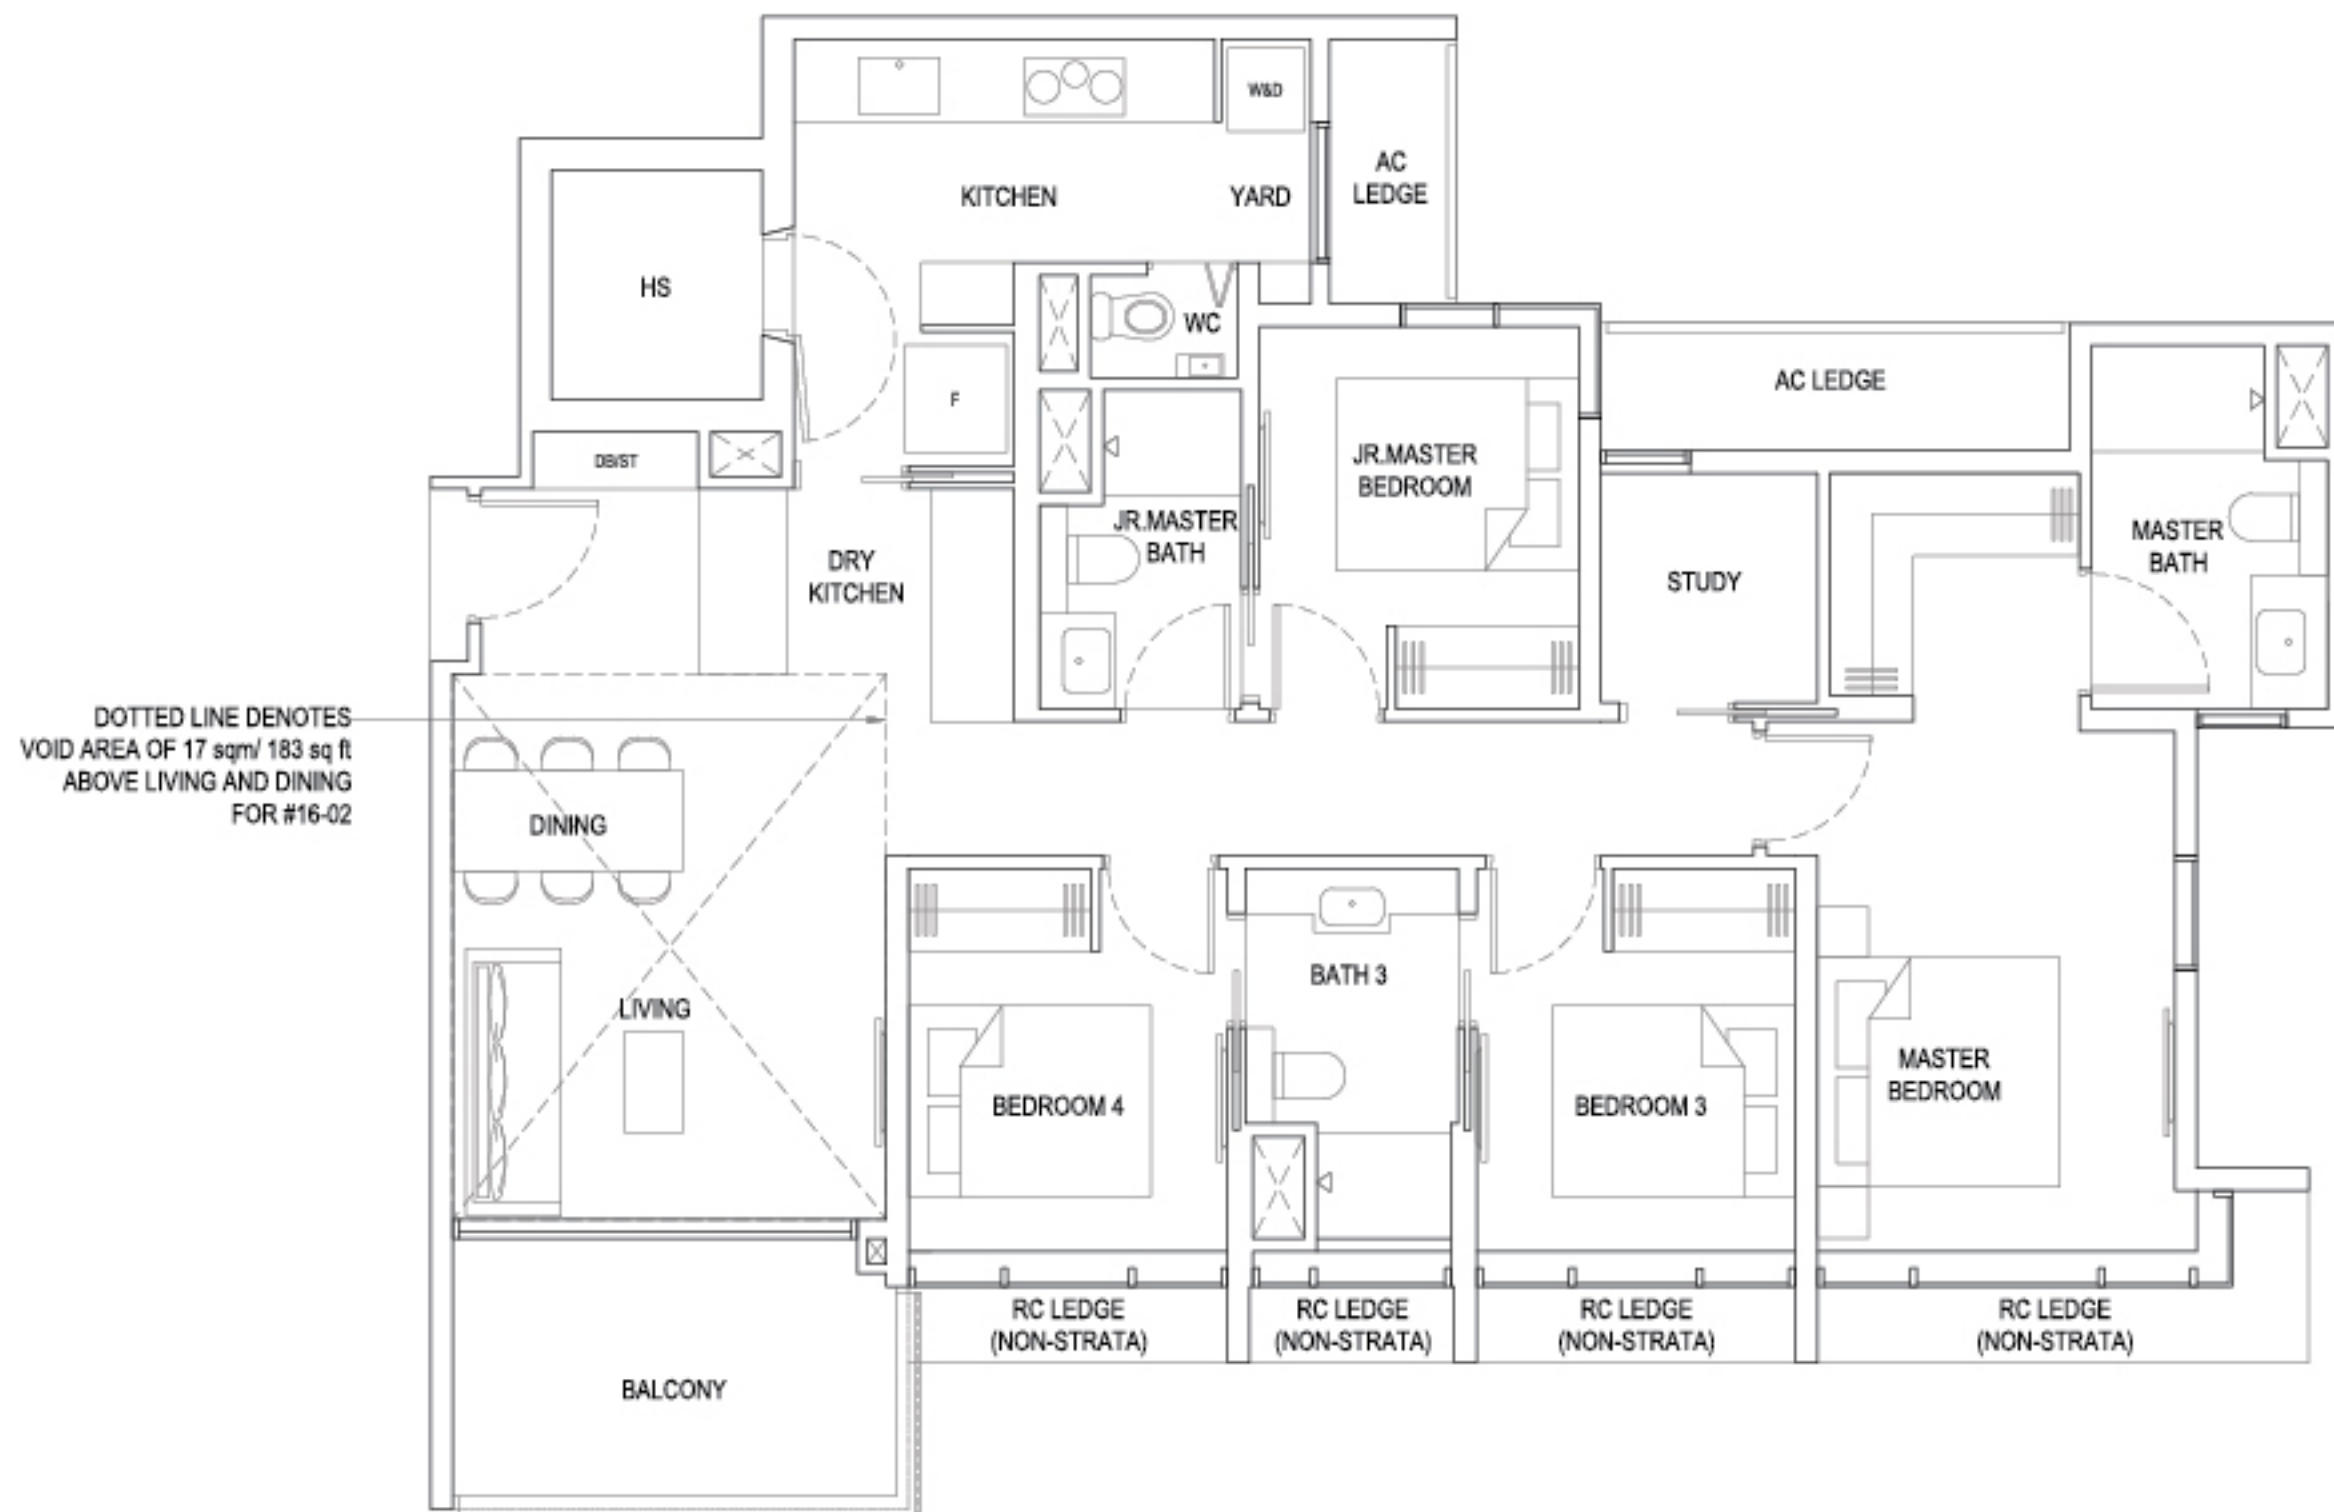 W&D
AC
LEDGE
KITCHEN
YARD
HS
WC
F
AC LEDGE
DB/ST
JR.MASTER
BEDROOM
JR.MASTER
BATH
MASTER
BATH
DRY
KITCHEN
STUDY
DOTTED LINE DENOTES
VOID AREA OF 17 sqm/ 183 sq ft
ABOVE LIVING AND DINING
FOR #16-02
DINING
LIVING
BATH 3
BEDROOM 4
BEDROOM 3
MASTER
BEDROOM
RC LEDGE
(NON-STRATA)
RC LEDGE
(NON-STRATA)
RC LEDGE
(NON-STRATA)
RC LEDGE
(NON-STRATA)
BALCONY